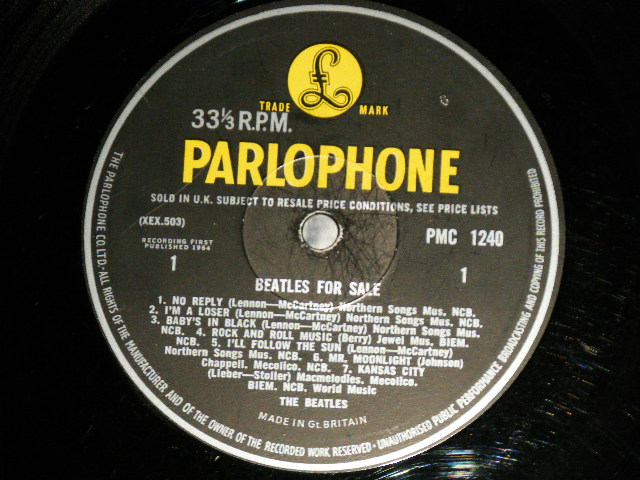 £
TRADE MARK
33⅓ R.P.M.
PARLOPHONE
SOLD IN U.K. SUBJECT TO RESALE PRICE CONDITIONS, SEE PRICE LISTS
(XEX.503)
PMC 1240
RECORDING FIRST
PUBLISHED 1964
1
1
BEATLES FOR SALE
1. NO REPLY (Lennon—McCartney) Northern Songs Mus. NCB.
2. I'M A LOSER (Lennon—McCartney) Northern Songs Mus. NCB.
3. BABY'S IN BLACK (Lennon—McCartney) Northern Songs Mus.
NCB. 4. ROCK AND ROLL MUSIC (Berry) Jewel Mus. BIEM.
NCB. 5. I'LL FOLLOW THE SUN (Lennon—McCartney)
Northern Songs Mus. NCB. 6. MR. MOONLIGHT (Johnson)
Chappell. Mecolico. NCB. 7. KANSAS CITY
(Lieber—Stoller) Macmelodies. Mecolico.
BIEM. NCB. World Music
THE BEATLES
MADE IN Gt. BRITAIN
THE PARLOPHONE CO. LTD.- ALL RIGHTS OF THE MANUFACTURER AND OF THE OWNER OF THE RECORDED WORK RESERVED - UNAUTHORISED PUBLIC PERFORMANCE BROADCASTING AND COPYING OF THIS RECORD PROHIBITED